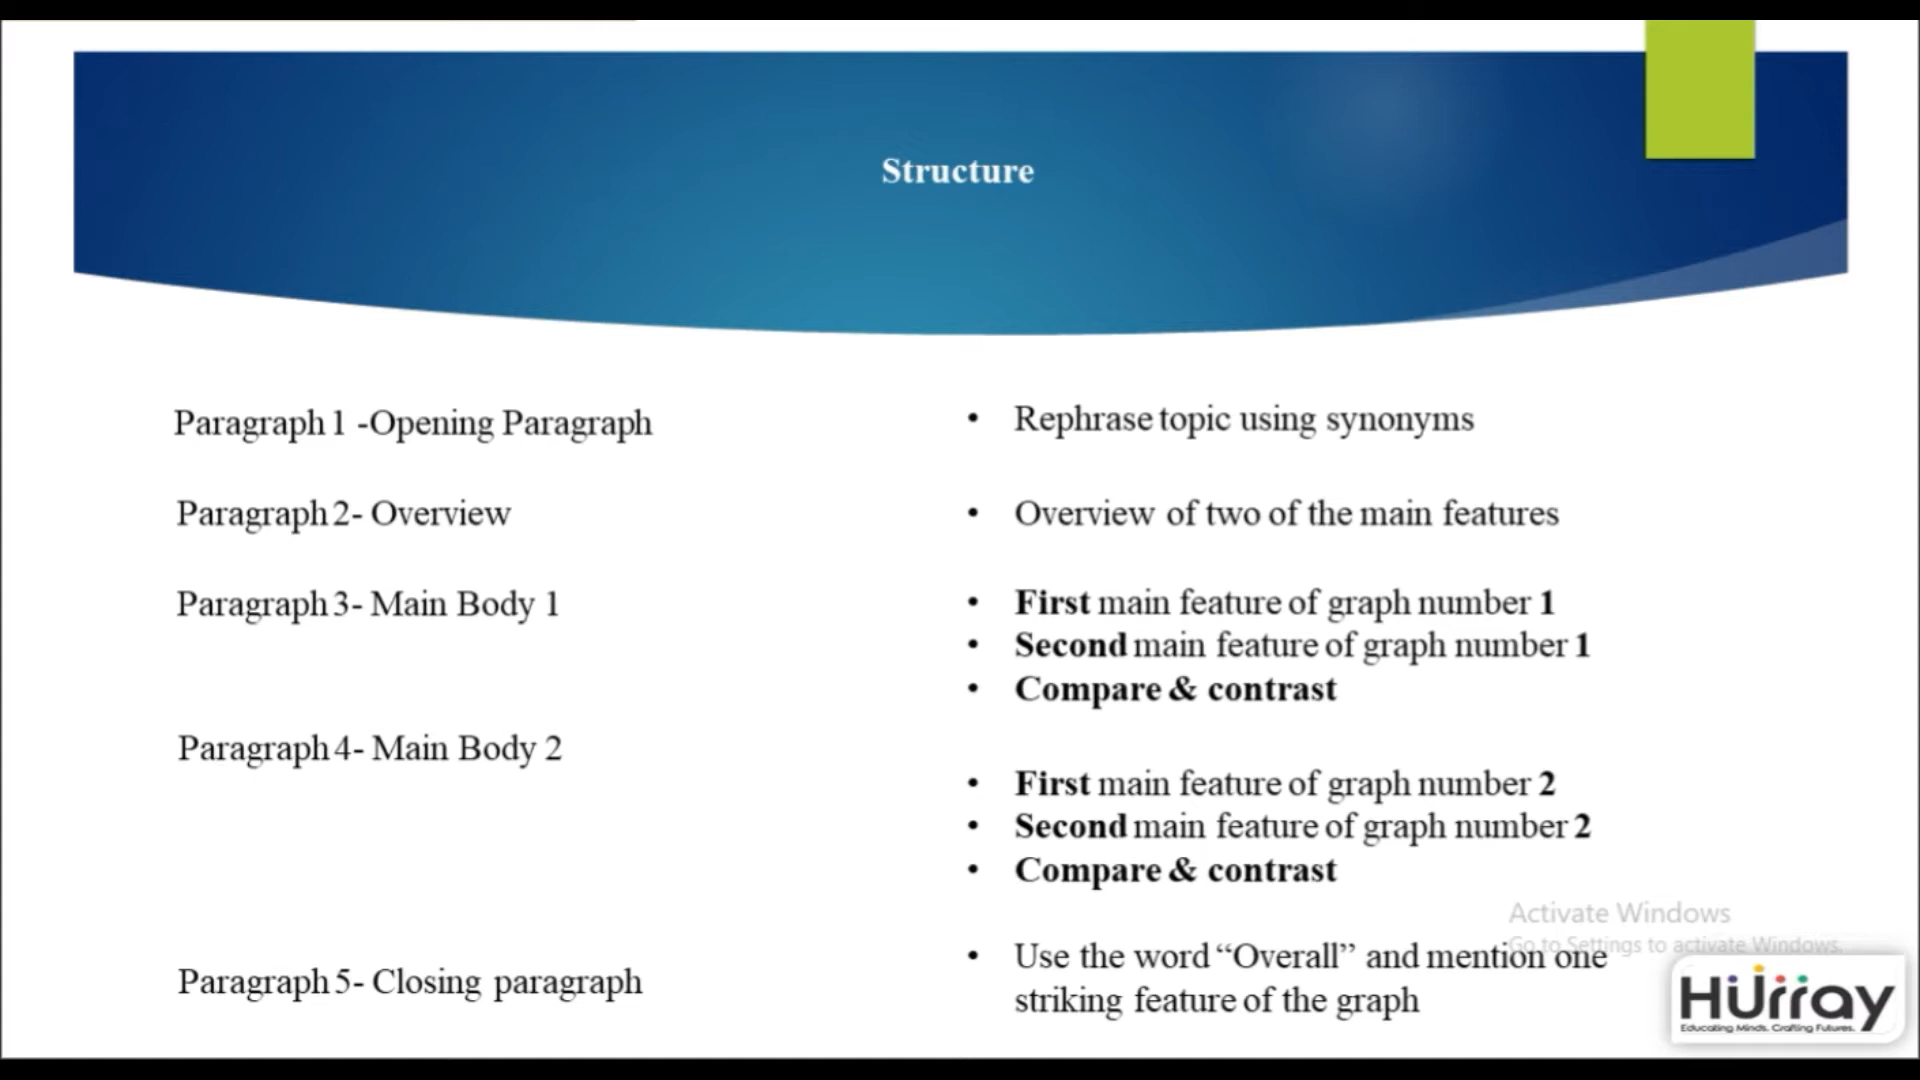 Structure
Paragraph 1 -Opening Paragraph
• Rephrase topic using synonyms
Paragraph 2- Overview
• Overview of two of the main features
Paragraph 3- Main Body 1
• First main feature of graph number 1
• Second main feature of graph number 1
• Compare & contrast
Paragraph 4- Main Body 2
• First main feature of graph number 2
• Second main feature of graph number 2
• Compare & contrast
Paragraph 5- Closing paragraph
• Use the word “Overall” and mention one
striking feature of the graph
Activate Windows
Go to Settings to activate Windows.
Hurray
Educating Minds. Crafting Futures.